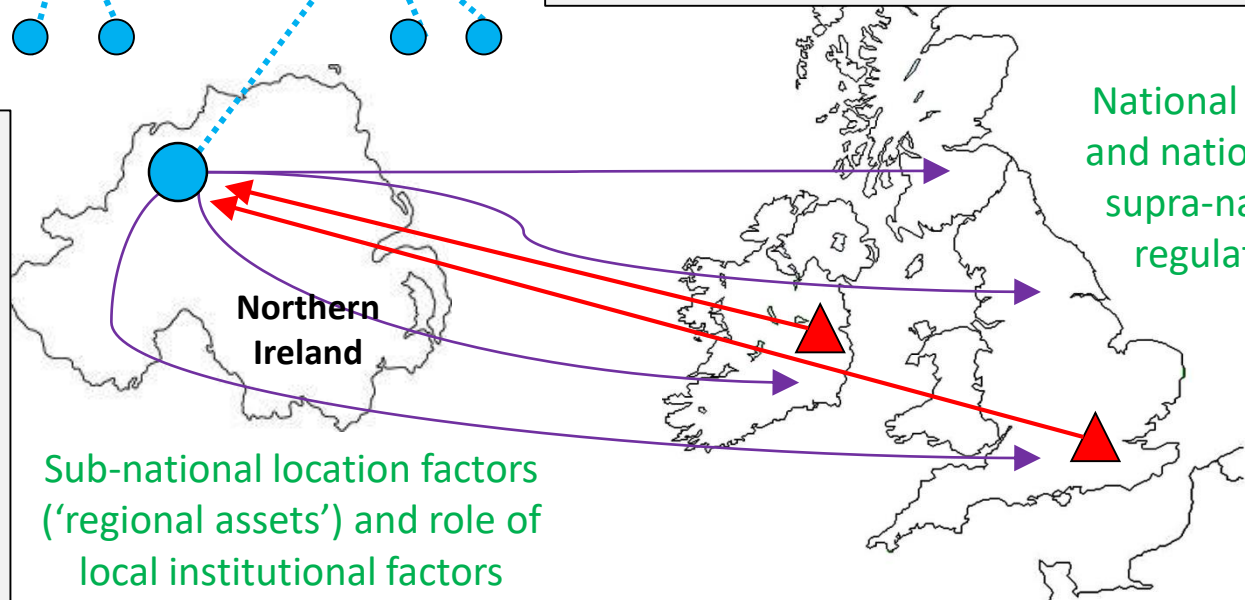 National
and natio
supra-na
regulat
Northern
Ireland
Sub-national location factors
(‘regional assets’) and role of
local institutional factors